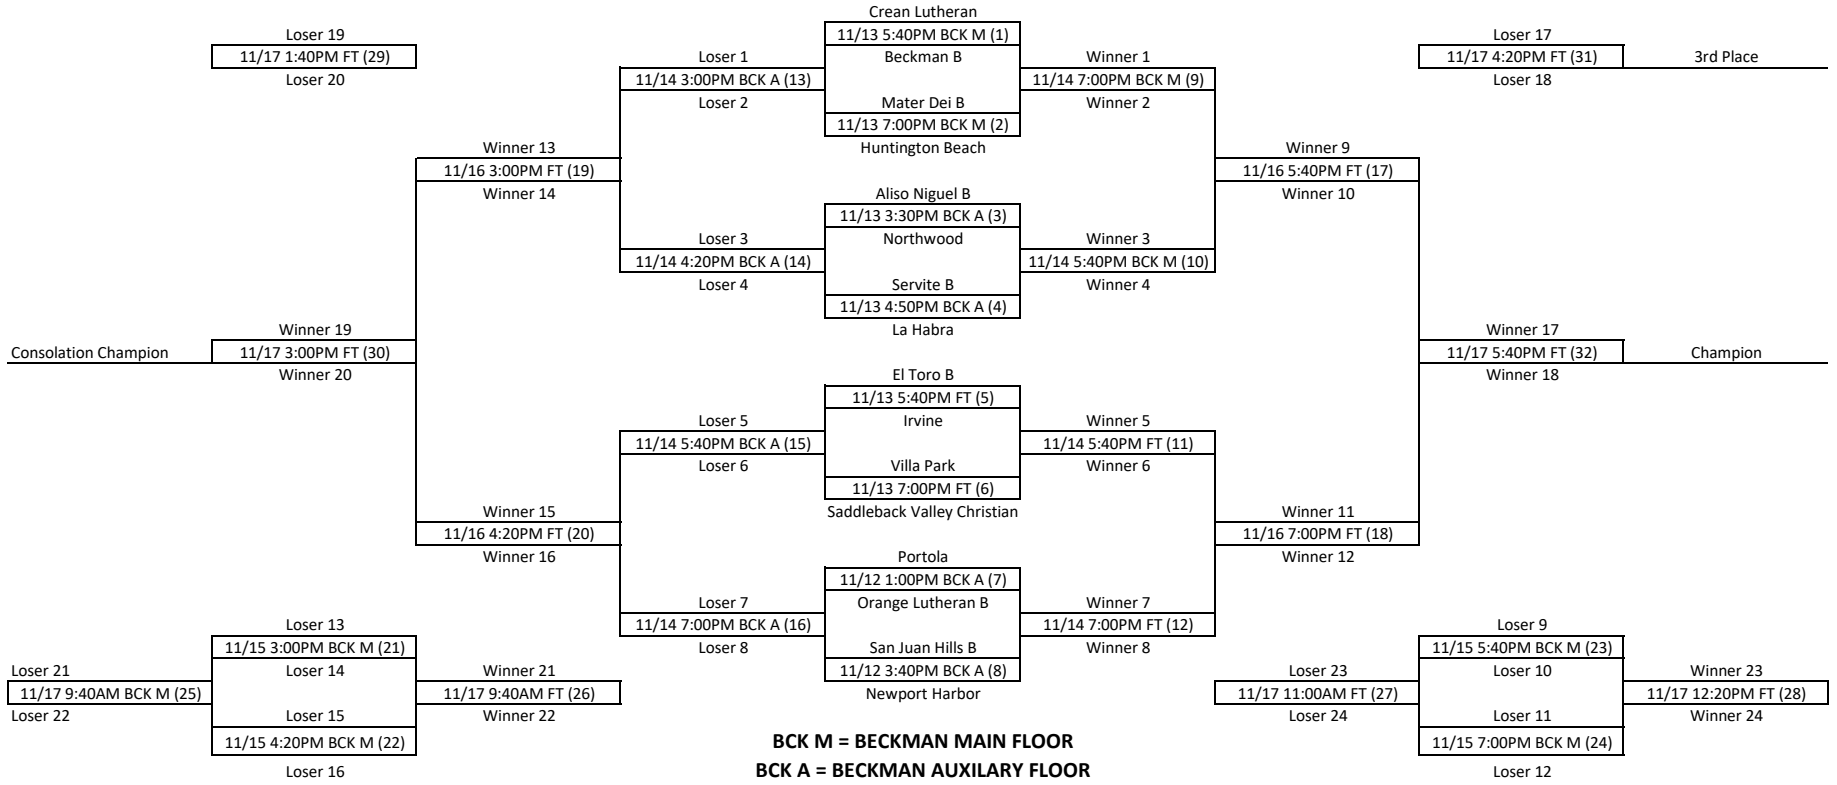 Crean Lutheran
Loser 19
11/13 5:40PM BCK M (1)
Loser 17
11/17 1:40PM FT (29)
Loser 1
Beckman B
Winner 1
11/17 4:20PM FT (31)
3rd Place
Loser 20
11/14 3:00PM BCK A (13)
11/14 7:00PM BCK M (9)
Loser 18
Loser 2
Mater Dei B
Winner 2
11/13 7:00PM BCK M (2)
Winner 13
Huntington Beach
Winner 9
11/16 3:00PM FT (19)
11/16 5:40PM FT (17)
Winner 14
Aliso Niguel B
Winner 10
11/13 3:30PM BCK A (3)
Loser 3
Northwood
Winner 3
11/14 4:20PM BCK A (14)
11/14 5:40PM BCK M (10)
Loser 4
Servite B
Winner 4
11/13 4:50PM BCK A (4)
Winner 19
La Habra
Winner 17
Consolation Champion
11/17 3:00PM FT (30)
11/17 5:40PM FT (32)
Champion
Winner 20
El Toro B
Winner 18
11/13 5:40PM FT (5)
Loser 5
Irvine
Winner 5
11/14 5:40PM BCK A (15)
11/14 5:40PM FT (11)
Loser 6
Villa Park
Winner 6
11/13 7:00PM FT (6)
Winner 15
Saddleback Valley Christian
Winner 11
11/16 4:20PM FT (20)
11/16 7:00PM FT (18)
Winner 16
Portola
Winner 12
11/12 1:00PM BCK A (7)
Loser 7
Orange Lutheran B
Winner 7
Loser 13
11/14 7:00PM BCK A (16)
11/14 7:00PM FT (12)
Loser 9
11/15 3:00PM BCK M (21)
Loser 8
San Juan Hills B
Winner 8
11/15 5:40PM BCK M (23)
Loser 21
Loser 14
Winner 21
11/12 3:40PM BCK A (8)
Loser 23
Loser 10
Winner 23
11/17 9:40AM BCK M (25)
11/17 9:40AM FT (26)
Newport Harbor
11/17 11:00AM FT (27)
11/17 12:20PM FT (28)
Loser 22
Loser 15
Winner 22
Loser 24
Loser 11
Winner 24
11/15 4:20PM BCK M (22)
BCK M = BECKMAN MAIN FLOOR
11/15 7:00PM BCK M (24)
Loser 16
BCK A = BECKMAN AUXILARY FLOOR
Loser 12